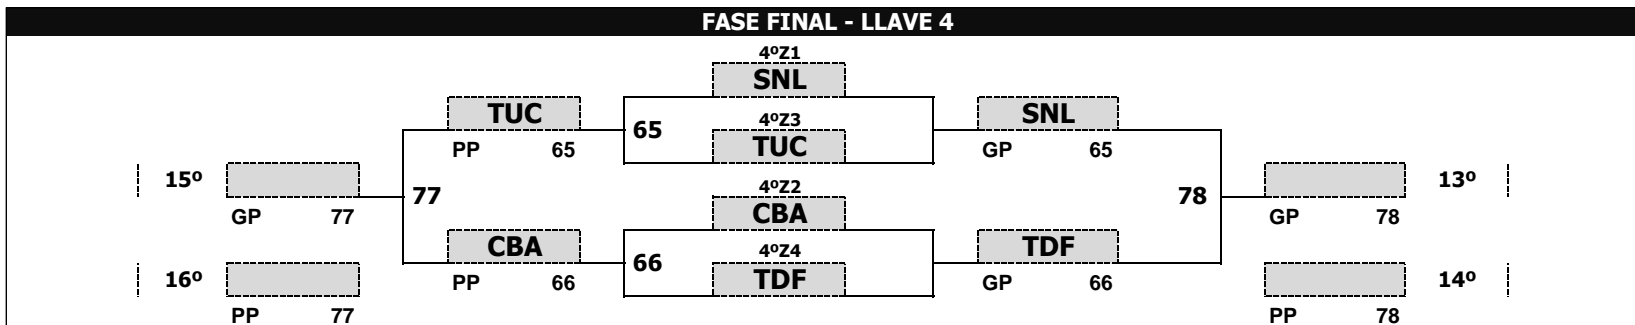 FASE FINAL - LLAVE 4
4ºZ1
SNL
TUC 65 4ºZ3 SNL
PP 65 TUC GP 65
15º 77 4ºZ2 78 13º
GP 77 CBA GP 78
CBA 66 4ºZ4 TDF
16º PP 66 TDF GP 66 14º
PP 77 PP 78